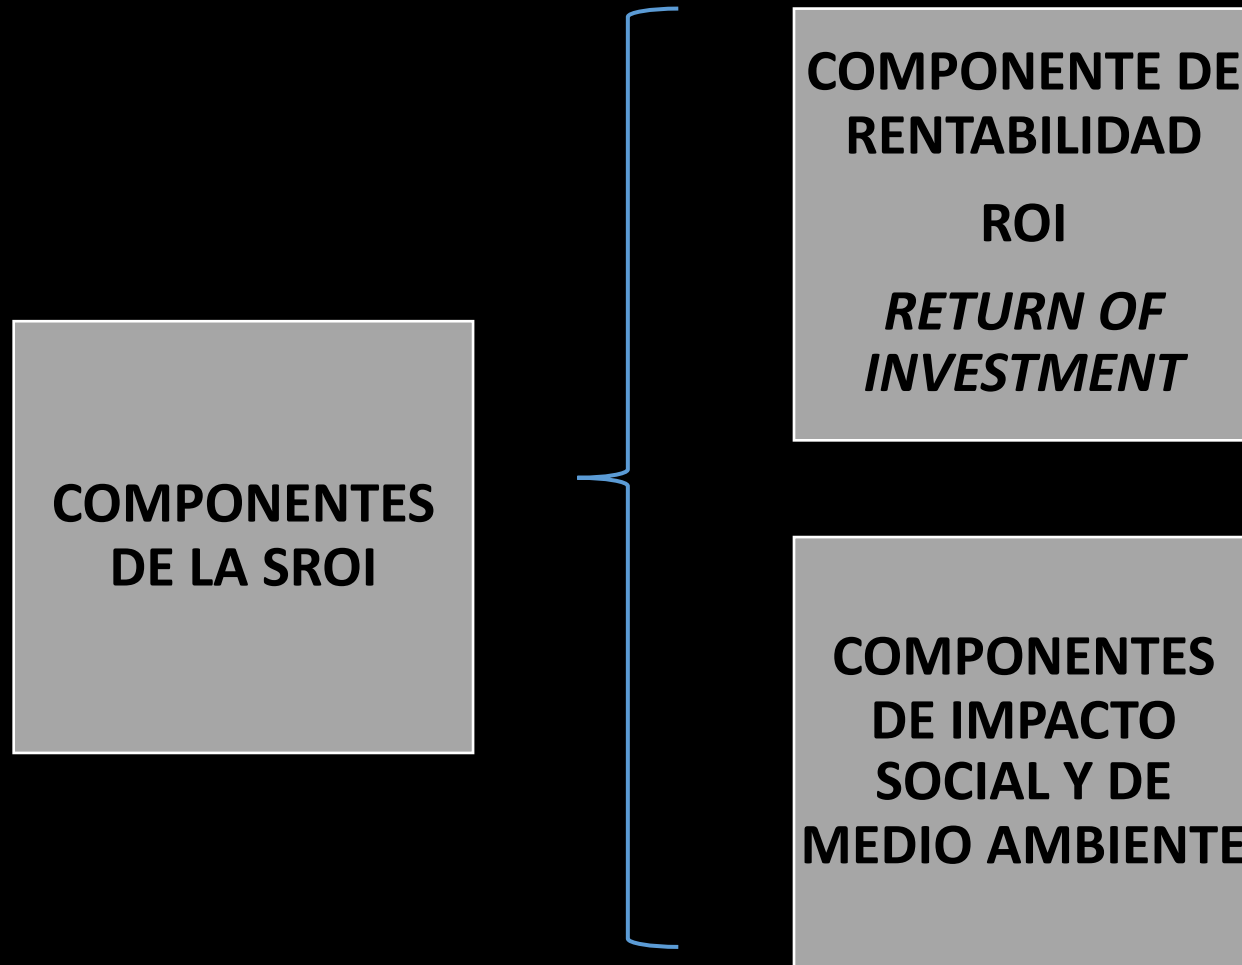 COMPONENTES
DE LA SROI
COMPONENTE DE
RENTABILIDAD
ROI
RETURN OF
INVESTMENT
COMPONENTES
DE IMPACTO
SOCIAL Y DE
MEDIO AMBIENTE